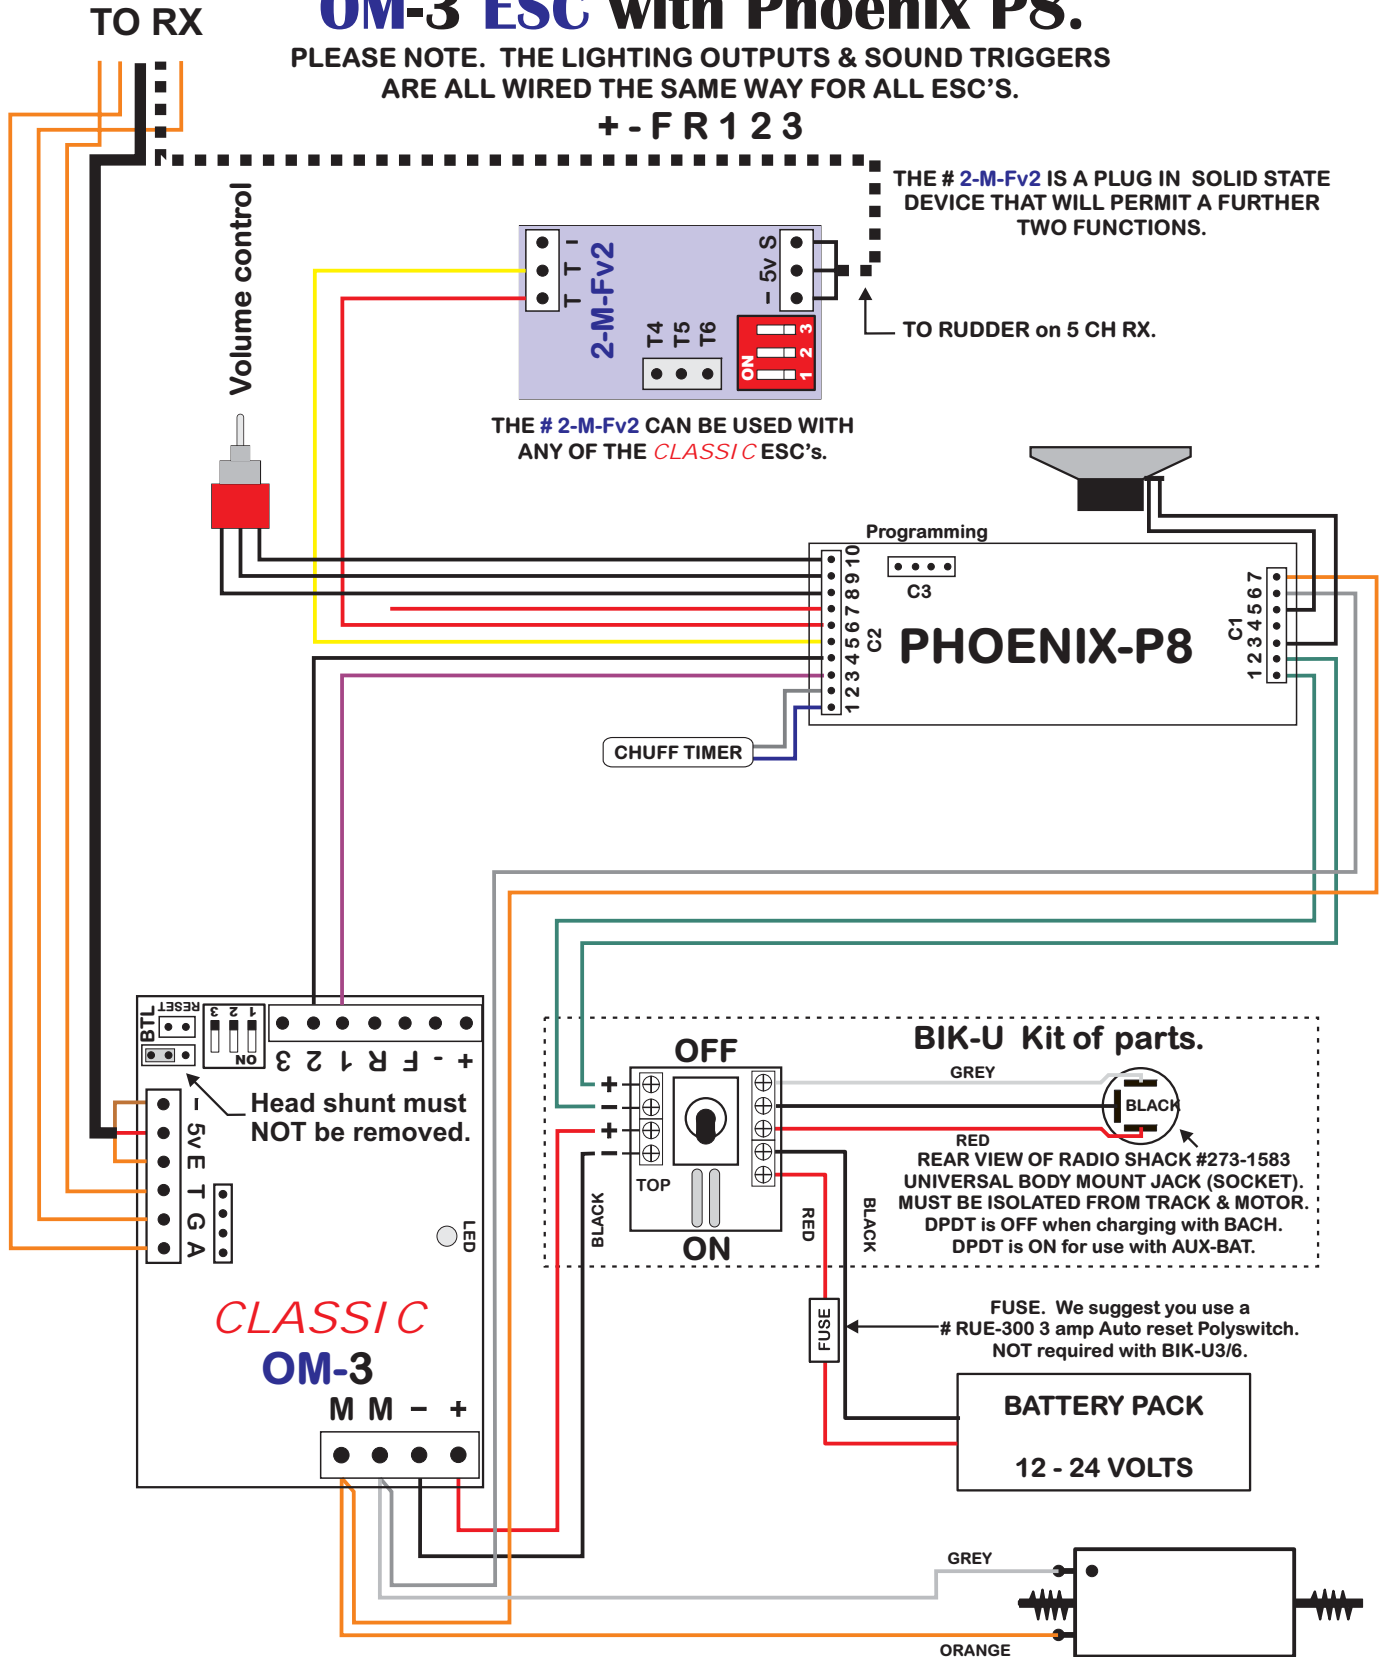 OM-3 ESC with Phoenix P8.
TO RX
PLEASE NOTE. THE LIGHTING OUTPUTS & SOUND TRIGGERS
ARE ALL WIRED THE SAME WAY FOR ALL ESC'S.
+ - F R 1 2 3
THE # 2-M-Fv2 IS A PLUG IN SOLID STATE
DEVICE THAT WILL PERMIT A FURTHER
TWO FUNCTIONS.
Volume control
T T -
2-M-Fv2
- 5v S
T4
T5
T6
ON
1 2 3
TO RUDDER on 5 CH RX.
THE # 2-M-Fv2 CAN BE USED WITH
ANY OF THE CLASSIC ESC's.
Programming
C3
1 2 3 4 5 6 7 8 9 10
C2
PHOENIX-P8
C1
1 2 3 4 5 6 7
CHUFF TIMER
RESET
BTL
1 2 3
ON
3 2 1 R F - +
Head shunt must
NOT be removed.
- 5v E T G A
LED
CLASSIC
OM-3
M M - +
BIK-U Kit of parts.
OFF
GREY
+
-
+
-
BLACK
RED
TOP
ON
BLACK
RED
BLACK
REAR VIEW OF RADIO SHACK #273-1583
UNIVERSAL BODY MOUNT JACK (SOCKET).
MUST BE ISOLATED FROM TRACK & MOTOR.
DPDT is OFF when charging with BACH.
DPDT is ON for use with AUX-BAT.
FUSE
FUSE. We suggest you use a
# RUE-300 3 amp Auto reset Polyswitch.
NOT required with BIK-U3/6.
BATTERY PACK
12 - 24 VOLTS
GREY
ORANGE